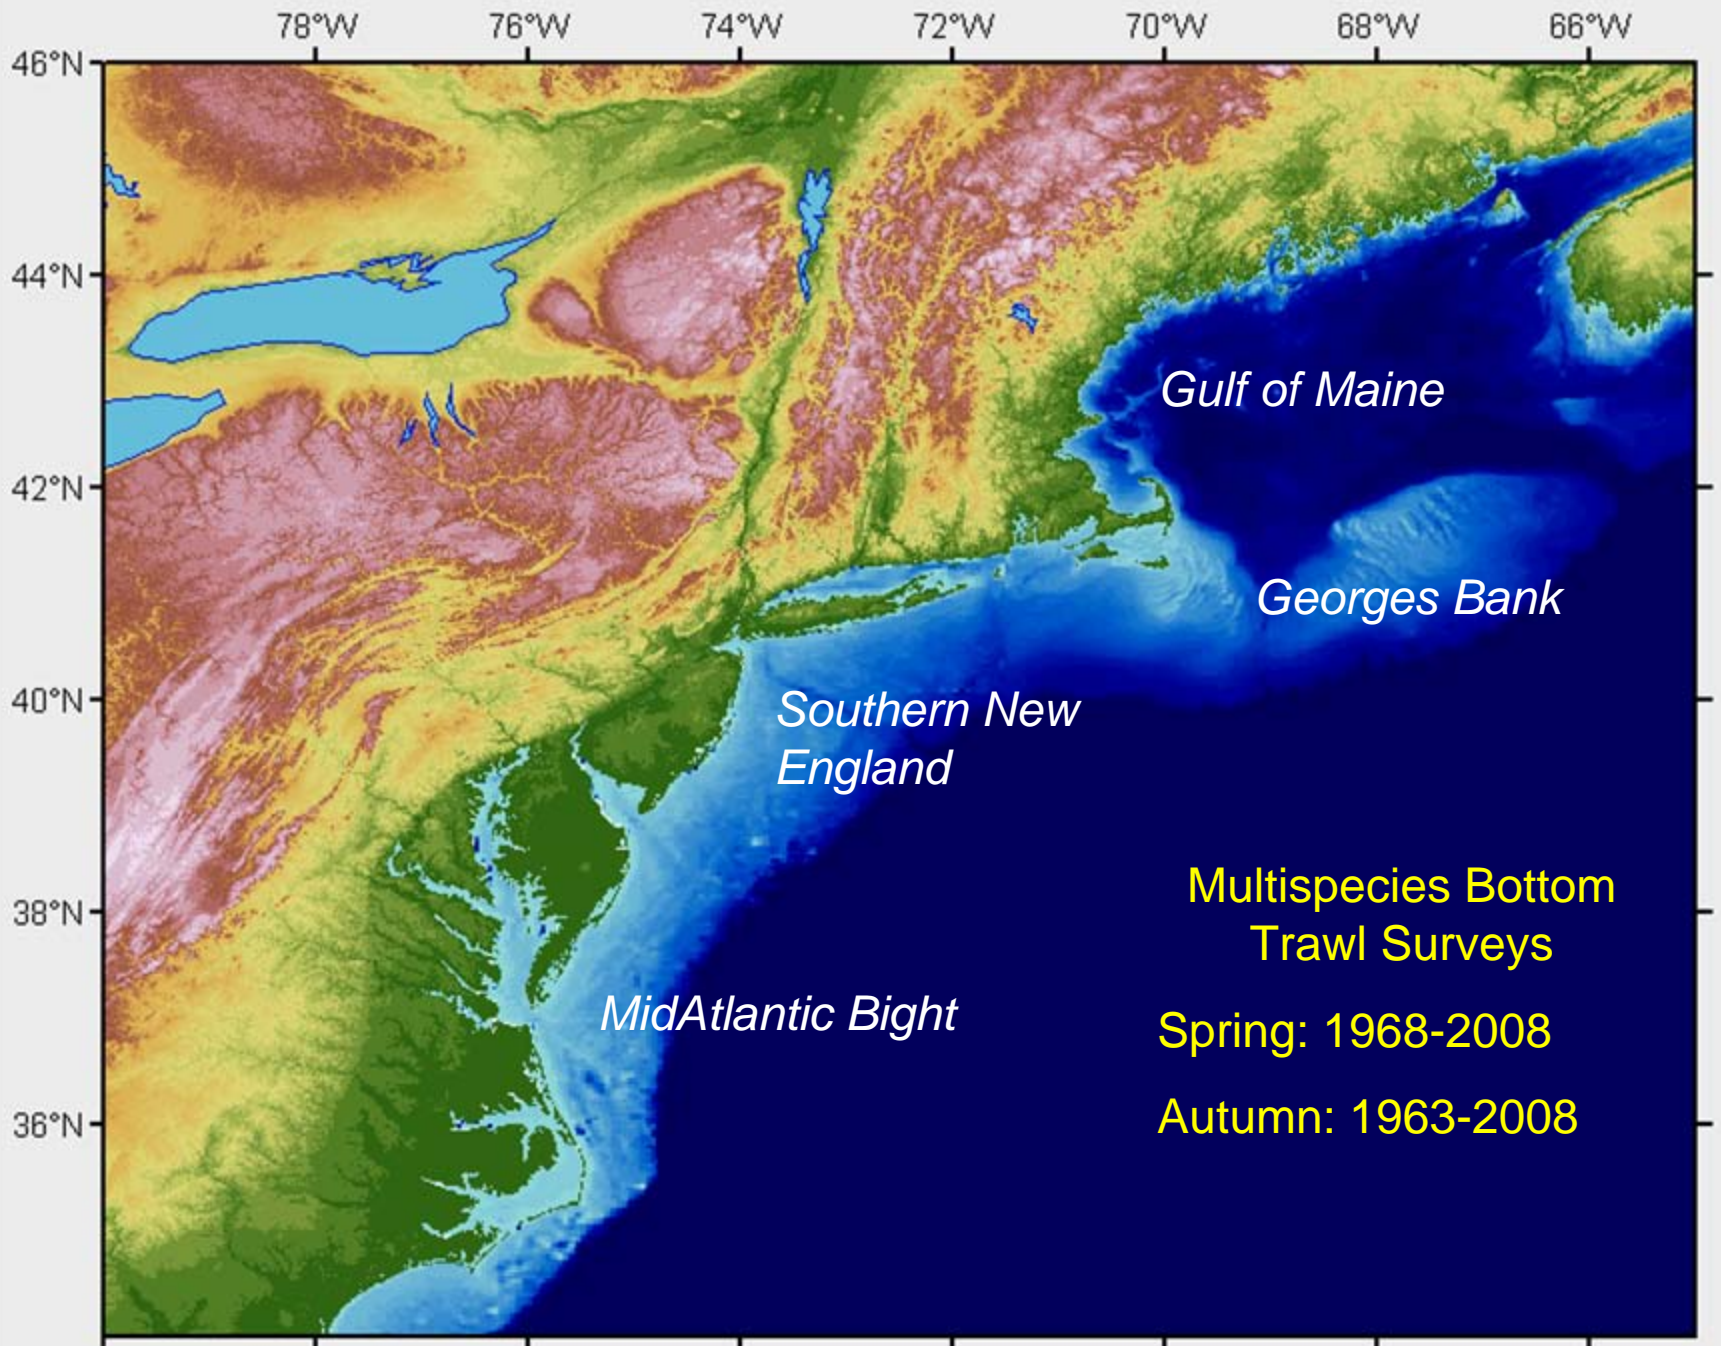 78°W 76°W 74°W 72°W 70°W 68°W 66°W
46°N
44°N
42°N
40°N
38°N
36°N
Gulf of Maine
Georges Bank
Southern New
England
MidAtlantic Bight
Multispecies Bottom
Trawl Surveys
Spring: 1968-2008
Autumn: 1963-2008